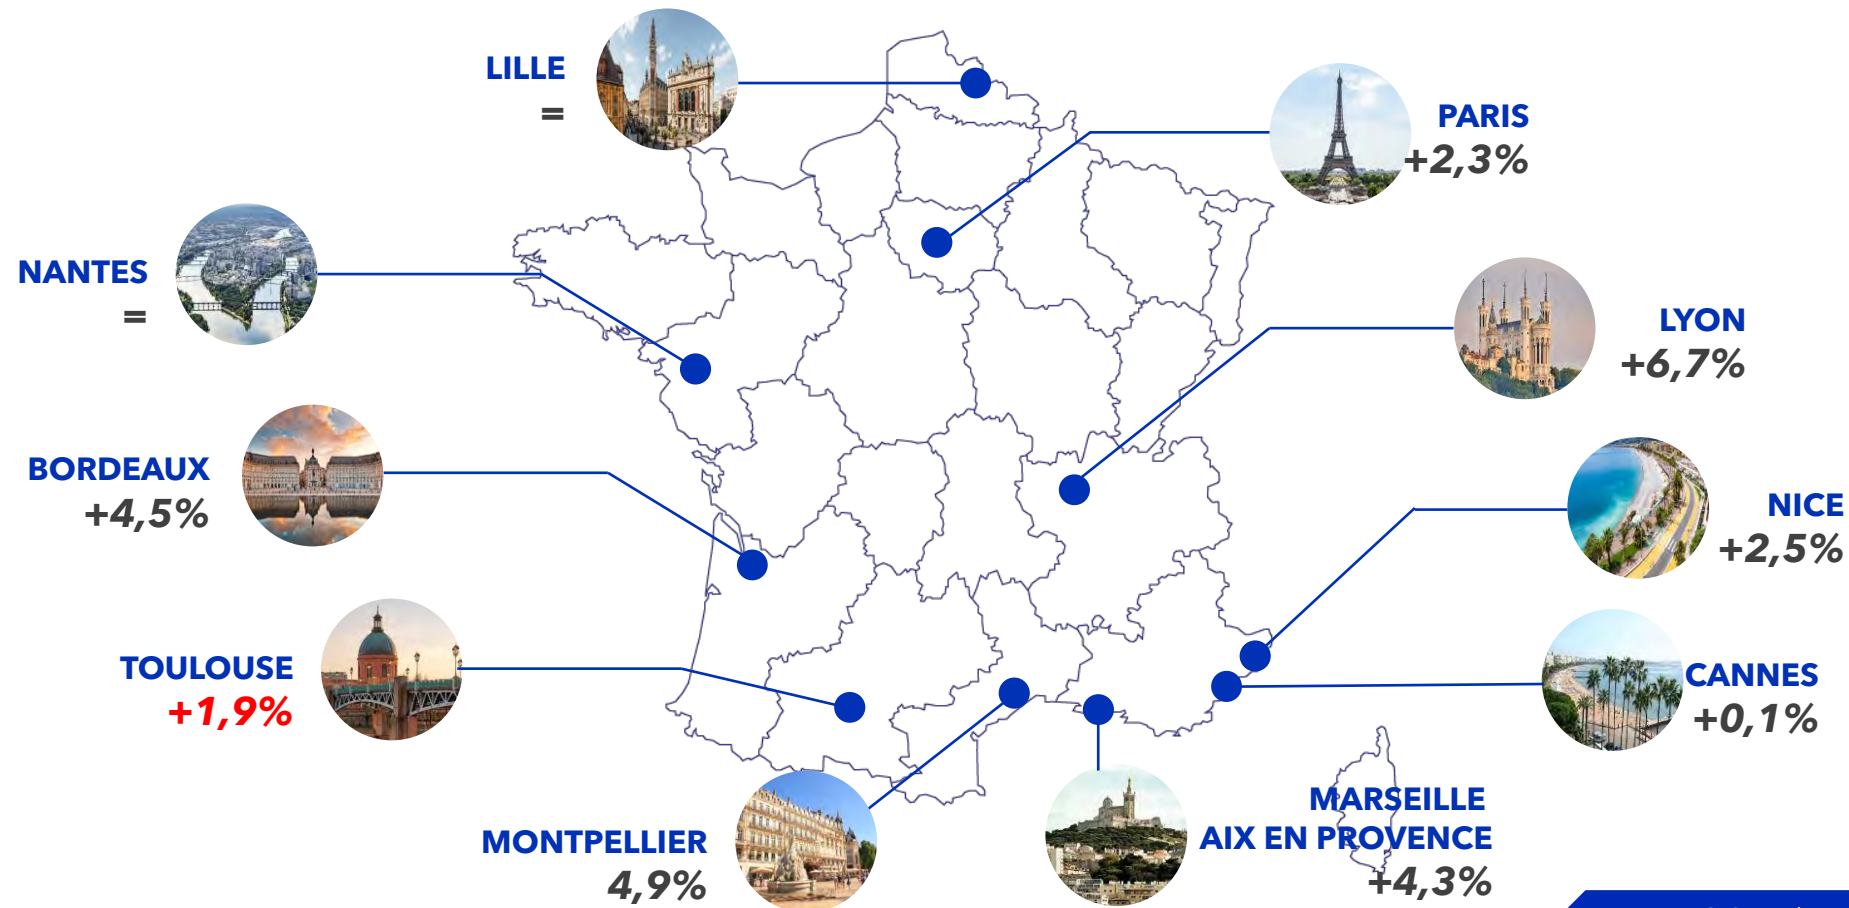 LILLE
=
PARIS
+2,3%
NANTES
=
LYON
+6,7%
BORDEAUX
+4,5%
NICE
+2,5%
TOULOUSE
+1,9%
CANNES
+0,1%
MONTPELLIER
4,9%
MARSEILLE
AIX EN PROVENCE
+4,3%